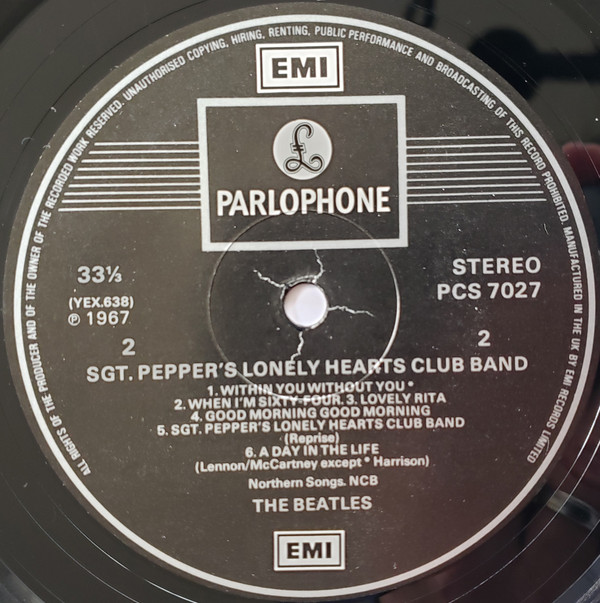 ALL RIGHTS OF THE PRODUCER AND OF THE OWNER OF THE RECORDED WORK RESERVED. UNAUTHORISED COPYING, HIRING, RENTING, PUBLIC PERFORMANCE AND BROADCASTING OF THIS RECORD PROHIBITED. MANUFACTURED IN THE UK BY EMI RECORDS LIMITED
EMI
£
PARLOPHONE
33⅓
(YEX.638)
℗ 1967
STEREO
PCS 7027
2 2
SGT. PEPPER'S LONELY HEARTS CLUB BAND
1. WITHIN YOU WITHOUT YOU *
2. WHEN I'M SIXTY-FOUR. 3. LOVELY RITA
4. GOOD MORNING GOOD MORNING
5. SGT. PEPPER'S LONELY HEARTS CLUB BAND
(Reprise)
6. A DAY IN THE LIFE
(Lennon/McCartney except * Harrison)
Northern Songs. NCB
THE BEATLES
EMI